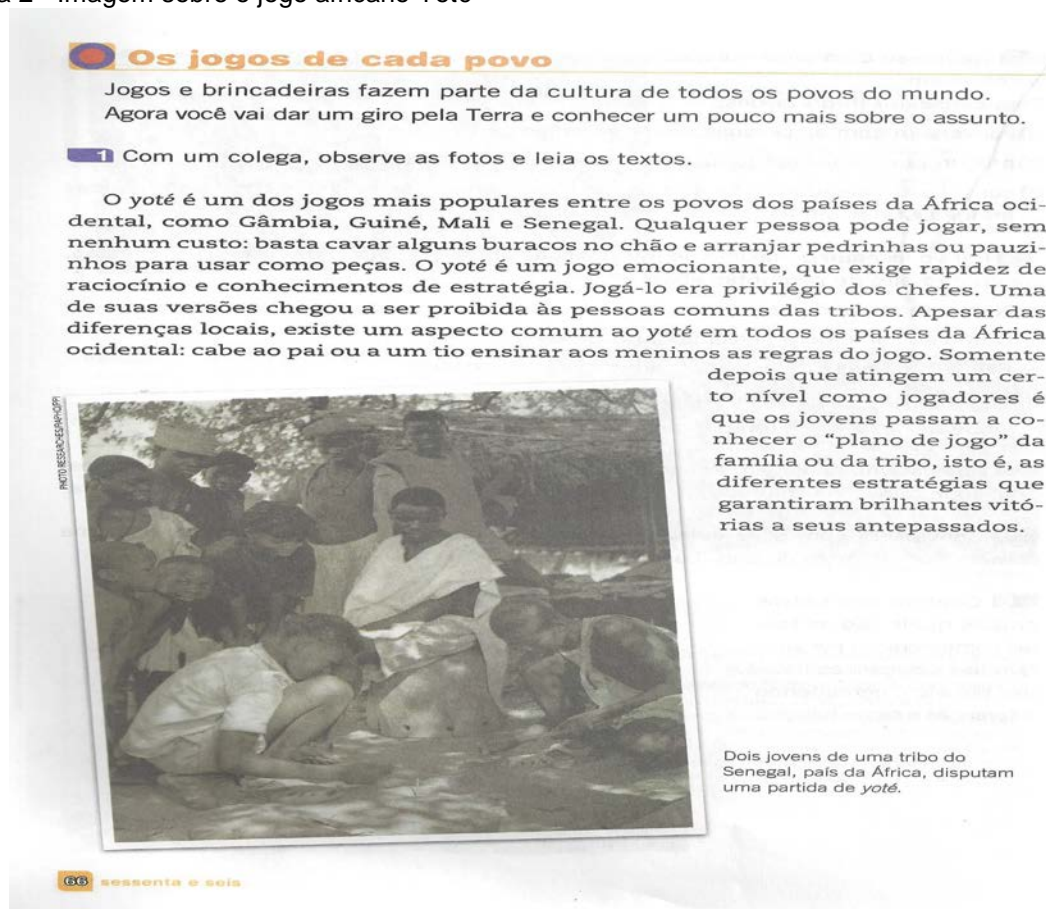 a 2 - Imagem sobre o jogo africano Yoté
Os jogos de cada povo
Jogos e brincadeiras fazem parte da cultura de todos os povos do mundo.
Agora você vai dar um giro pela Terra e conhecer um pouco mais sobre o assunto.
1 Com um colega, observe as fotos e leia os textos.
O yoté é um dos jogos mais populares entre os povos dos países da África oci-
dental, como Gâmbia, Guiné, Mali e Senegal. Qualquer pessoa pode jogar, sem
nenhum custo: basta cavar alguns buracos no chão e arranjar pedrinhas ou pauzi-
nhos para usar como peças. O yoté é um jogo emocionante, que exige rapidez de
raciocínio e conhecimentos de estratégia. Jogá-lo era privilégio dos chefes. Uma
de suas versões chegou a ser proibida às pessoas comuns das tribos. Apesar das
diferenças locais, existe um aspecto comum ao yoté em todos os países da África
ocidental: cabe ao pai ou a um tio ensinar aos meninos as regras do jogo. Somente
depois que atingem um cer-
to nível como jogadores é
que os jovens passam a co-
nhecer o “plano de jogo” da
família ou da tribo, isto é, as
diferentes estratégias que
garantiram brilhantes vitó-
rias a seus antepassados.
PHOTO RESEARCHES/RAPHO/PPI
Dois jovens de uma tribo do
Senegal, país da África, disputam
uma partida de yoté.
66 sessenta e seis